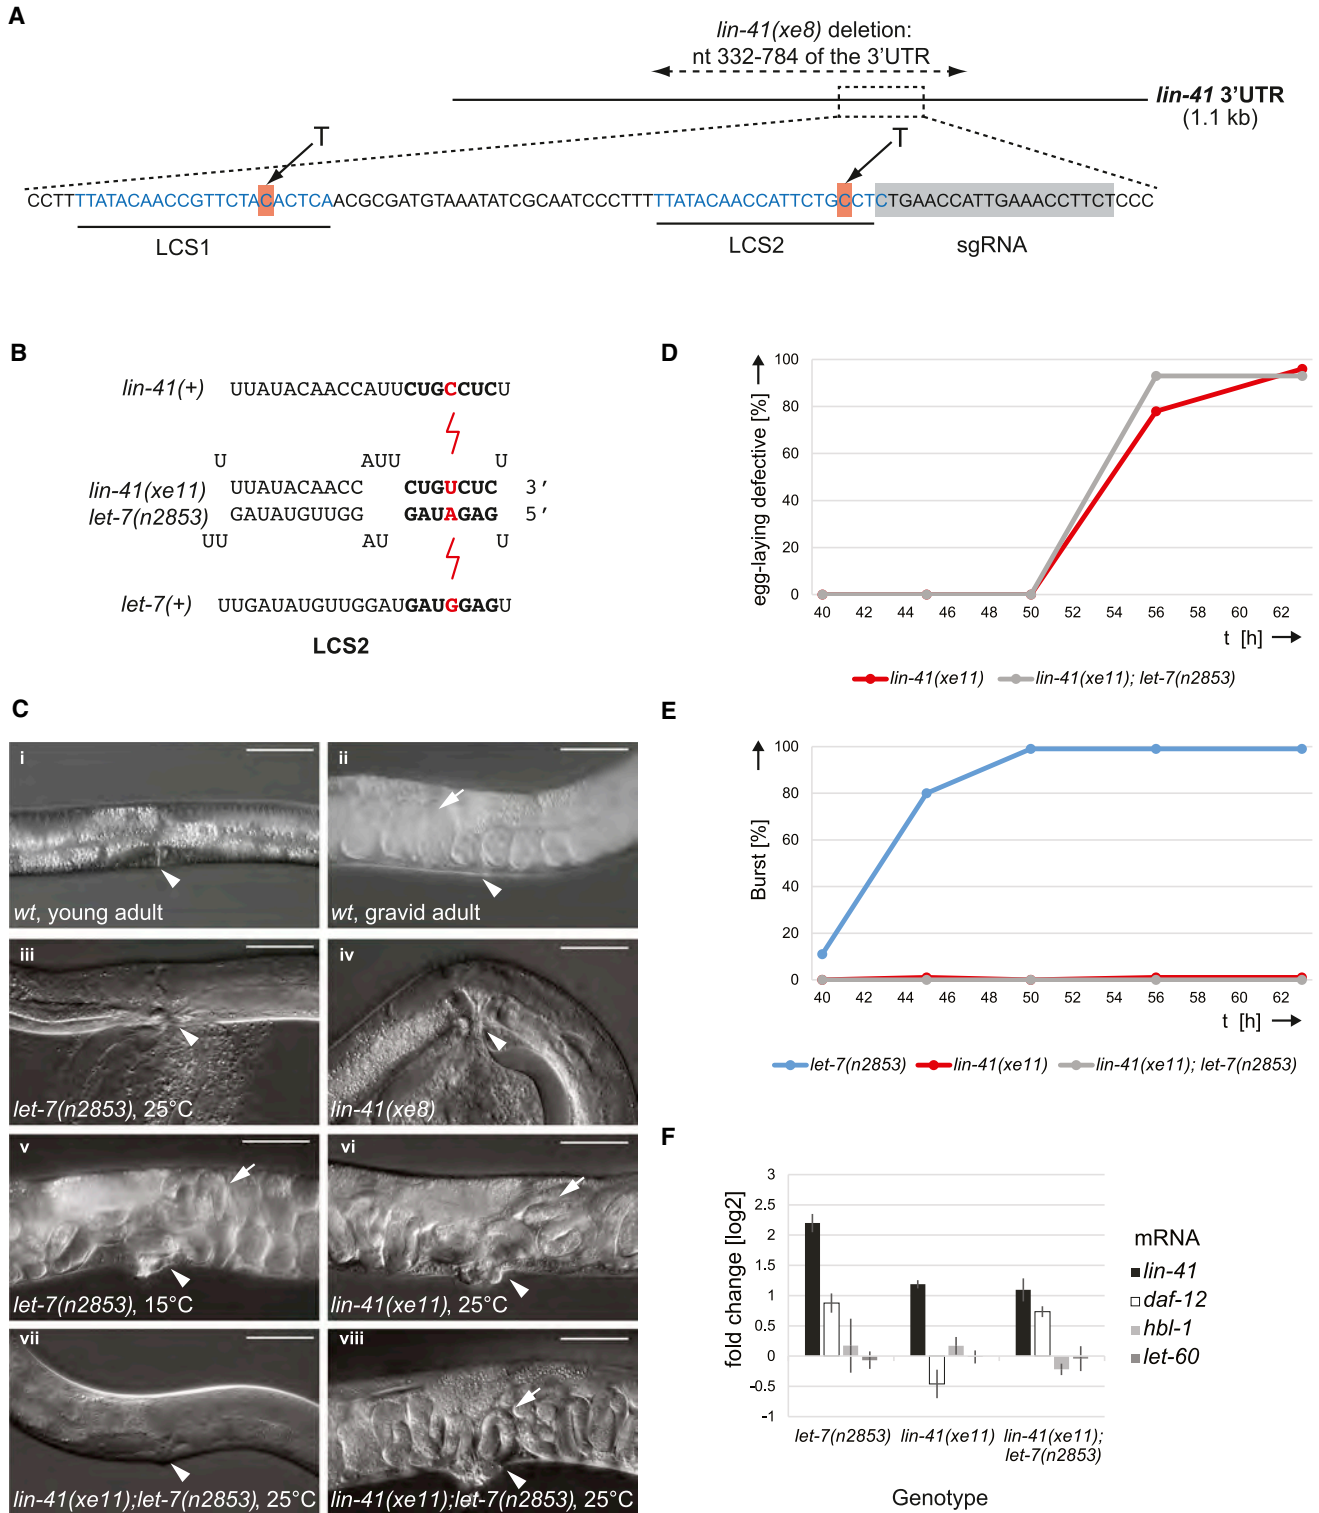 A
lin-41(xe8) deletion:
nt 332-784 of the 3'UTR
lin-41 3'UTR
(1.1 kb)
T
T
CCTTTTATACAACCGTTCTACACTCAACGCGATGTAAATATCGCAATCCCTTTTTATACAACCATTCTGCCTCTGAACCATTGAAACCTTCTCCC
LCS1
LCS2
sgRNA
B
lin-41(+) UUAUACAACCAUUCUGCCUCU
U AUU U
lin-41(xe11) UUAUACAACC CUGUCUC 3′
let-7(n2853) GAUAUGUUGG GAUAGAG 5′
UU AU U
let-7(+) UUGAUAUGUUGGAUGAUGGAGU
LCS2
C
i
wt, young adult
ii
wt, gravid adult
iii
let-7(n2853), 25°C
iv
lin-41(xe8)
v
let-7(n2853), 15°C
vi
lin-41(xe11), 25°C
vii
lin-41(xe11);let-7(n2853), 25°C
viii
lin-41(xe11);let-7(n2853), 25°C
D
egg-laying defective [%]
100
80
60
40
20
0
40 42 44 46 48 50 52 54 56 58 60 62
t [h]
lin-41(xe11) lin-41(xe11); let-7(n2853)
E
Burst [%]
100
80
60
40
20
0
40 42 44 46 48 50 52 54 56 58 60 62
t [h]
let-7(n2853) lin-41(xe11) lin-41(xe11); let-7(n2853)
F
fold change [log2]
3
2.5
2
1.5
1
0.5
0
-0.5
-1
let-7(n2853) lin-41(xe11) lin-41(xe11);
let-7(n2853)
Genotype
mRNA
lin-41
daf-12
hbl-1
let-60